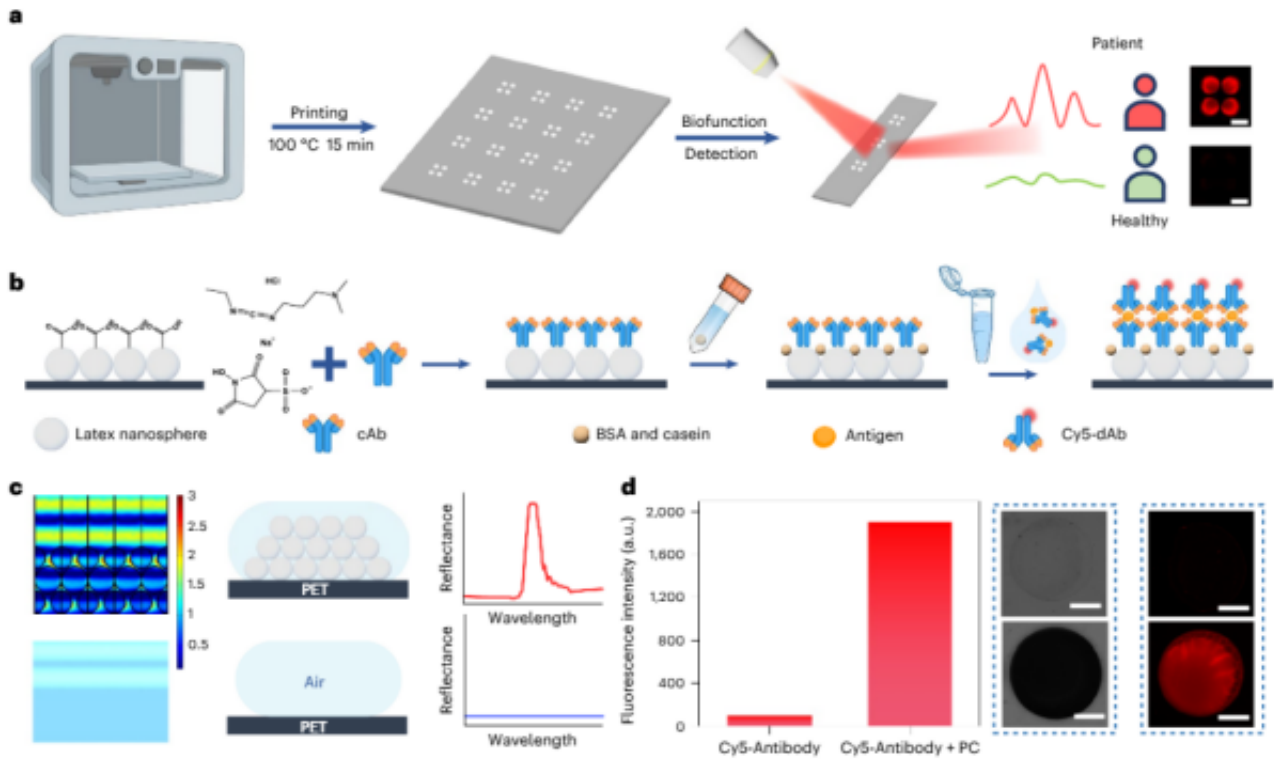 a
Printing
100 °C 15 min
Biofunction
Detection
Patient
Healthy
b
HCl
N=C=N
N
Na⁺
HO
N
O
O
S
O
O
O⁻
Latex nanosphere
cAb
BSA and casein
Antigen
Cy5-dAb
c
3
2.5
2
1.5
1
0.5
PET
Air
PET
Reflectance
Wavelength
Reflectance
Wavelength
d
Fluorescence intensity (a.u.)
2,000
1,600
1,200
800
400
0
Cy5-Antibody
Cy5-Antibody + PC